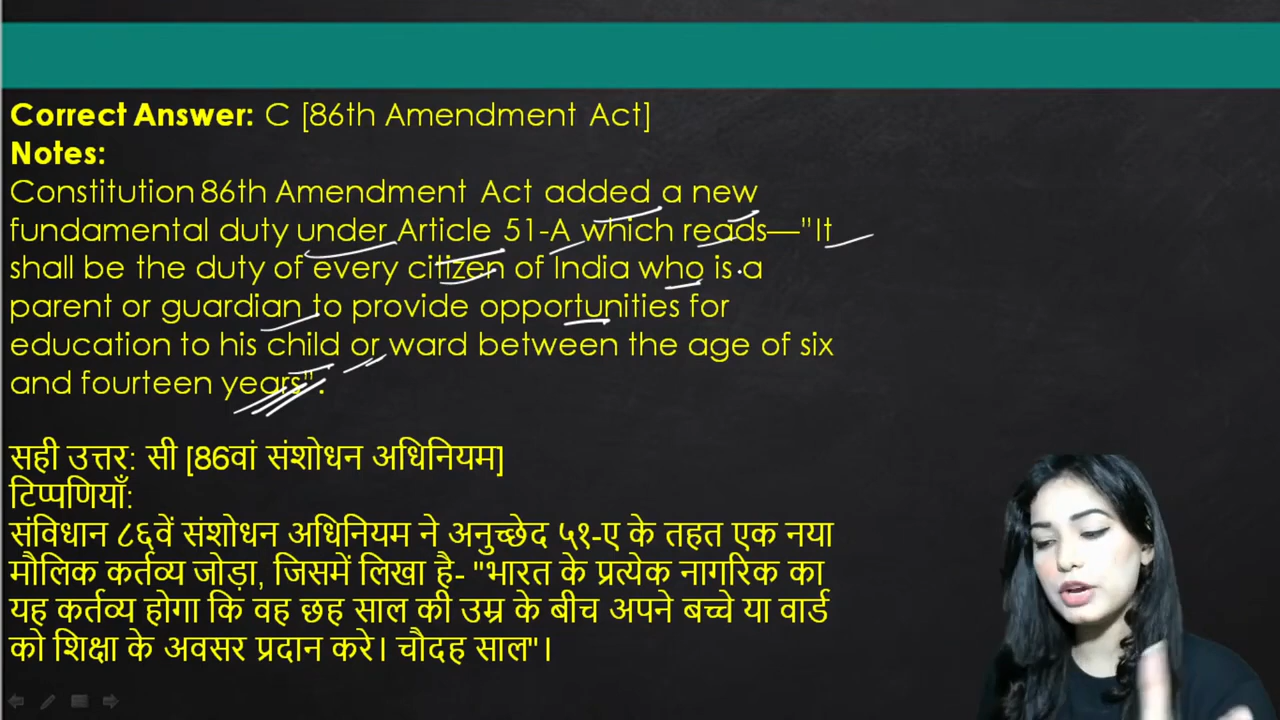 Correct Answer: C [86th Amendment Act]
Notes:
Constitution 86th Amendment Act added a new
fundamental duty under Article 51-A which reads—"It
shall be the duty of every citizen of India who is a
parent or guardian to provide opportunities for
education to his child or ward between the age of six
and fourteen years".
सही उत्तर: सी [86वां संशोधन अधिनियम]
टिप्पणियाँ:
संविधान ८६वें संशोधन अधिनियम ने अनुच्छेद ५१-ए के तहत एक नया
मौलिक कर्तव्य जोड़ा, जिसमें लिखा है- "भारत के प्रत्येक नागरिक का
यह कर्तव्य होगा कि वह छह साल की उम्र के बीच अपने बच्चे या वार्ड
को शिक्षा के अवसर प्रदान करे। चौदह साल"।